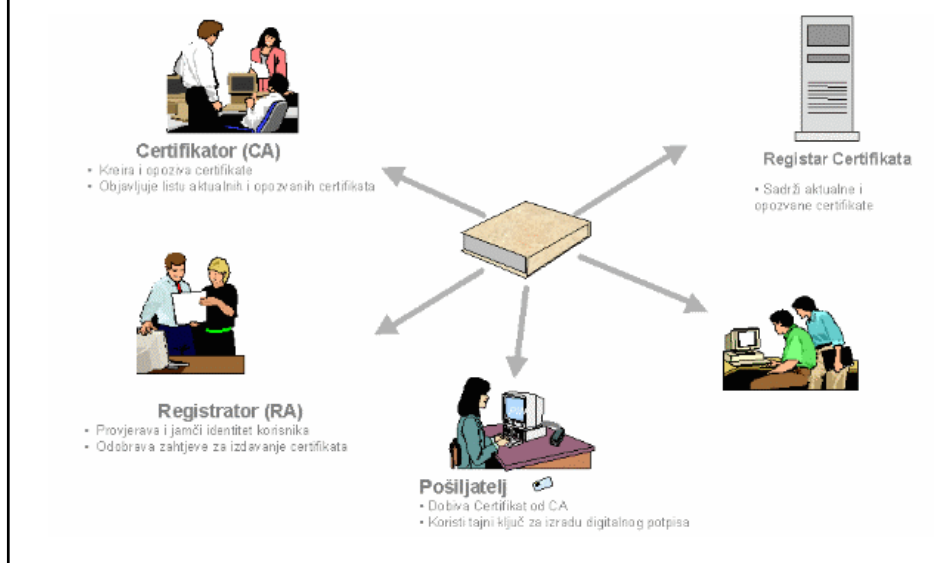 Certifikator (CA)
• Kreira i opoziva certifikate
• Objavljuje listu aktualnih i opozvanih certifikata
Registar Certifikata
• Sadrži aktualne i
opozvane certifikate
Registrator (RA)
• Provjerava i jamči identitet korisnika
• Odobrava zahtjeve za izdavanje certifikata
Pošiljatelj
• Dobiva Certifikat od CA
• Koristi tajni ključ za izradu digitalnog potpisa